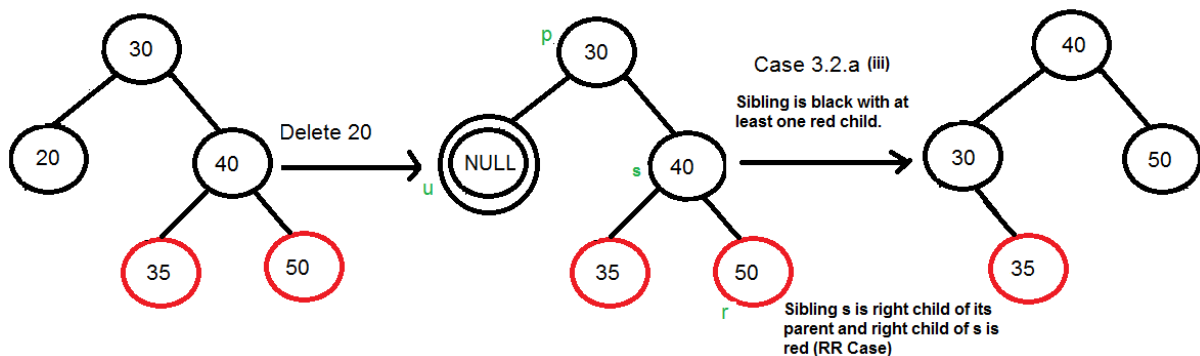 30
20
40
35
50
Delete 20
p
30
NULL
u
s
40
35
50
r
Case 3.2.a (iii)
Sibling is black with at
least one red child.
Sibling s is right child of its
parent and right child of s is
red (RR Case)
40
30
50
35